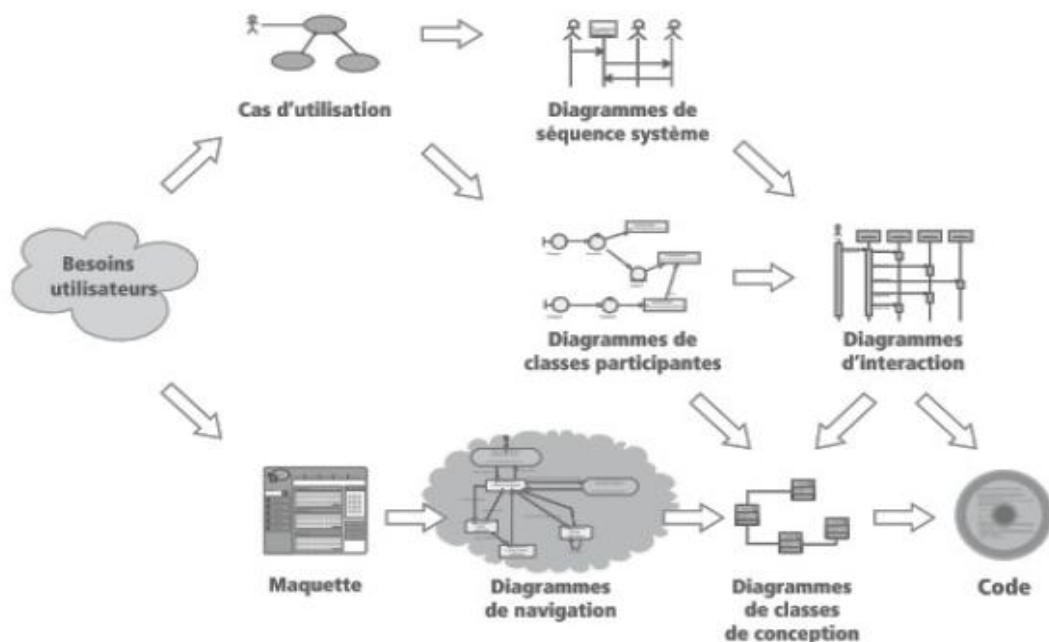 Cas d'utilisation
Diagrammes de
séquence système
Besoins
utilisateurs
Diagrammes de
classes participantes
Diagrammes
d'interaction
Maquette
Diagrammes
de navigation
Diagrammes
de classes
de conception
Code